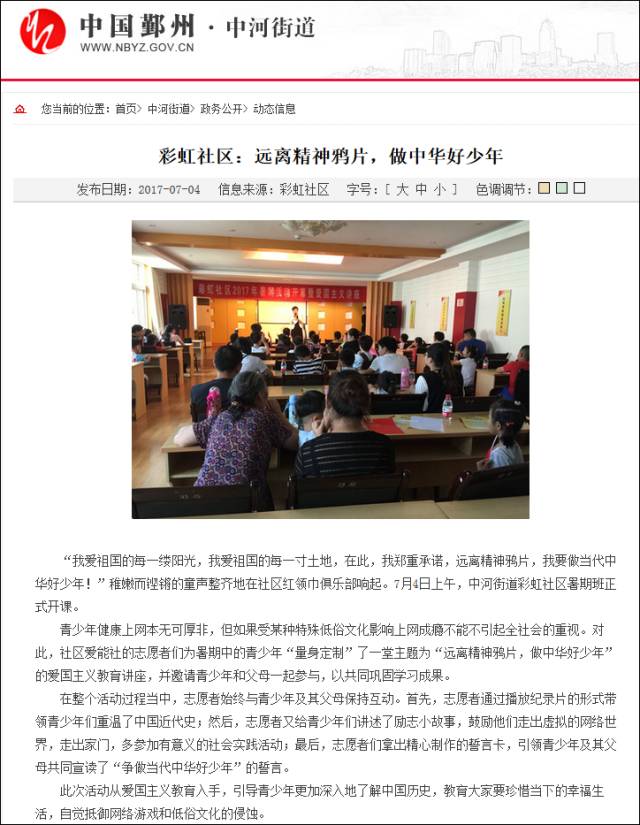 中国鄞州·中河街道
WWW.NBYZ.GOV.CN
您当前的位置：首页> 中河街道> 政务公开> 动态信息
彩虹社区：远离精神鸦片，做中华好少年
发布日期：2017-07-04 信息来源：彩虹社区 字号：[ 大 中 小 ] 色调调节：
彩虹社区2017年暑期班开幕暨爱国主义讲座
“我爱祖国的每一缕阳光，我爱祖国的每一寸土地，在此，我郑重承诺，远离精神鸦片，我要做当代中
华好少年！”稚嫩而铿锵的童声整齐地在社区红领巾俱乐部响起。7月4日上午，中河街道彩虹社区暑期班正
式开课。
青少年健康上网本无可厚非，但如果受某种特殊低俗文化影响上网成瘾不能不引起全社会的重视。对
此，社区爱能社的志愿者们为暑期中的青少年“量身定制”了一堂主题为“远离精神鸦片，做中华好少年”
的爱国主义教育讲座，并邀请青少年和父母一起参与，以共同巩固学习成果。
在整个活动过程当中，志愿者始终与青少年及其父母保持互动。首先，志愿者通过播放纪录片的形式带
领青少年们重温了中国近代史；然后，志愿者又给青少年们讲述了励志小故事，鼓励他们走出虚拟的网络世
界，走出家门，多参加有意义的社会实践活动；最后，志愿者们拿出精心制作的誓言卡，引领青少年及其父
母共同宣读了“争做当代中华好少年”的誓言。
此次活动从爱国主义教育入手，引导青少年更加深入地了解中国历史，教育大家要珍惜当下的幸福生
活，自觉抵御网络游戏和低俗文化的侵蚀。